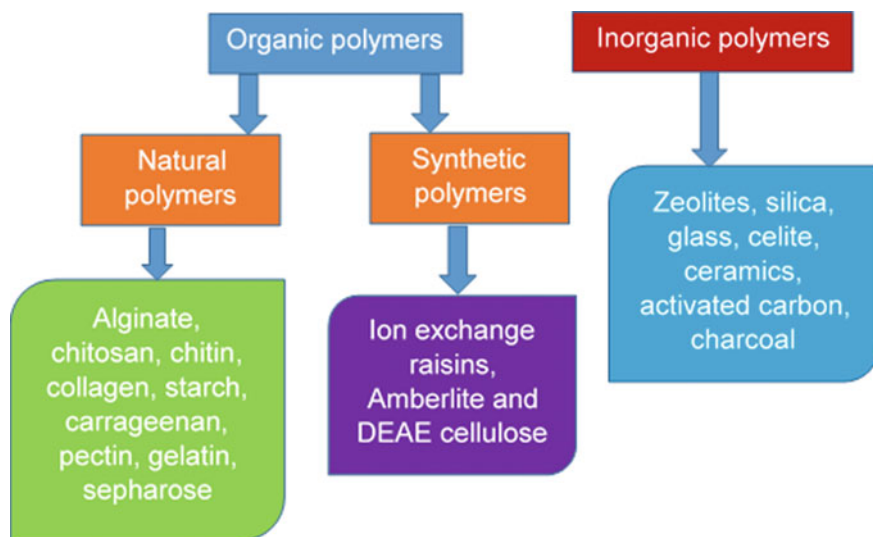 Organic polymers
Inorganic polymers
Natural
polymers
Synthetic
polymers
Zeolites, silica,
glass, celite,
ceramics,
activated carbon,
charcoal
Alginate,
chitosan, chitin,
collagen, starch,
carrageenan,
pectin, gelatin,
sepharose
Ion exchange
raisins,
Amberlite and
DEAE cellulose